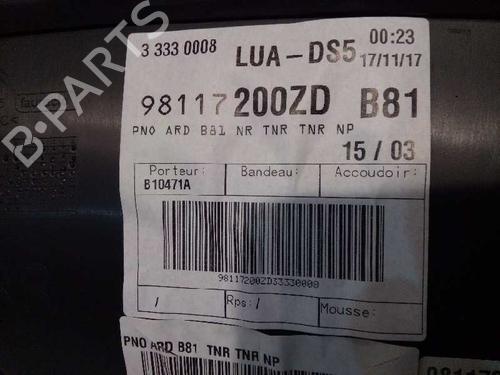 3 333 0008 LUA-DS5 00:23
17/11/17
98117200ZD B81
PNO ARD B81 NR TNR TNR NP
15 / 03
Porteur: Bandeau: Accoudoir:
B10471A
98117200ZD33330008
/ Rps: / Mousse:
/
PNO ARD B81 TNR TNR NP
B-PARTS